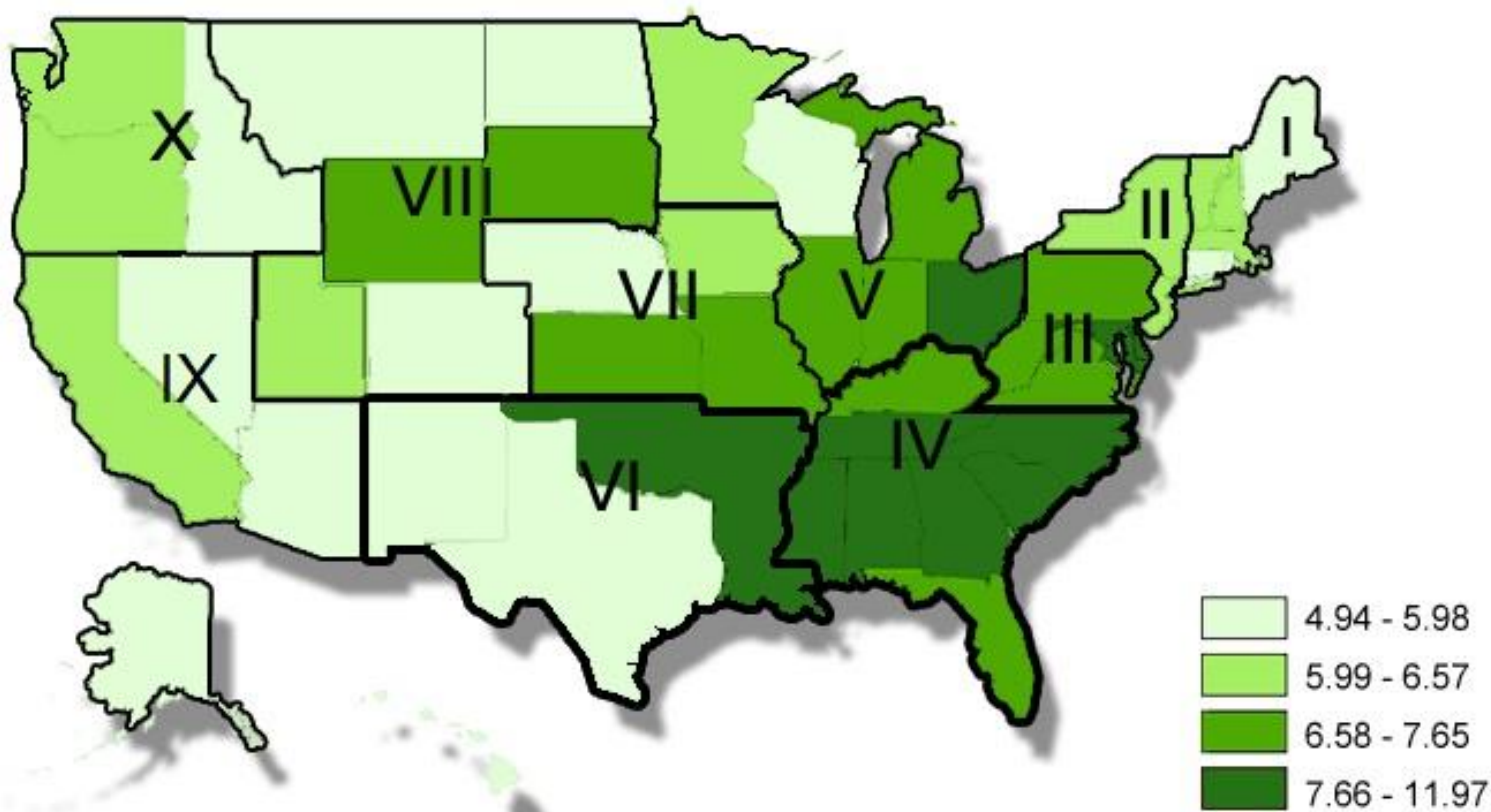 I
X
II
VIII
VII
V
III
IX
IV
VI
4.94 - 5.98
5.99 - 6.57
6.58 - 7.65
7.66 - 11.97